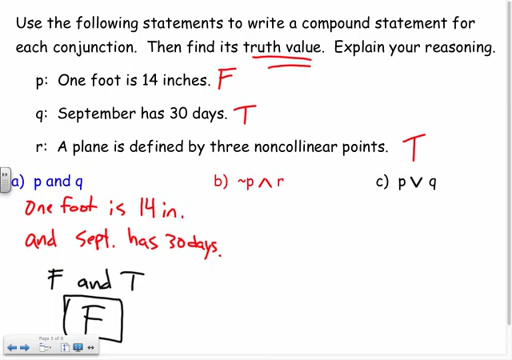 Use the following statements to write a compound statement for
each conjunction. Then find its truth value. Explain your reasoning.
p: One foot is 14 inches. F
q: September has 30 days. T
r: A plane is defined by three noncollinear points. T
a) p and q b) ~p ∧ r c) p ∨ q
One foot is 14 in.
and Sept. has 30 days.
F and T
F